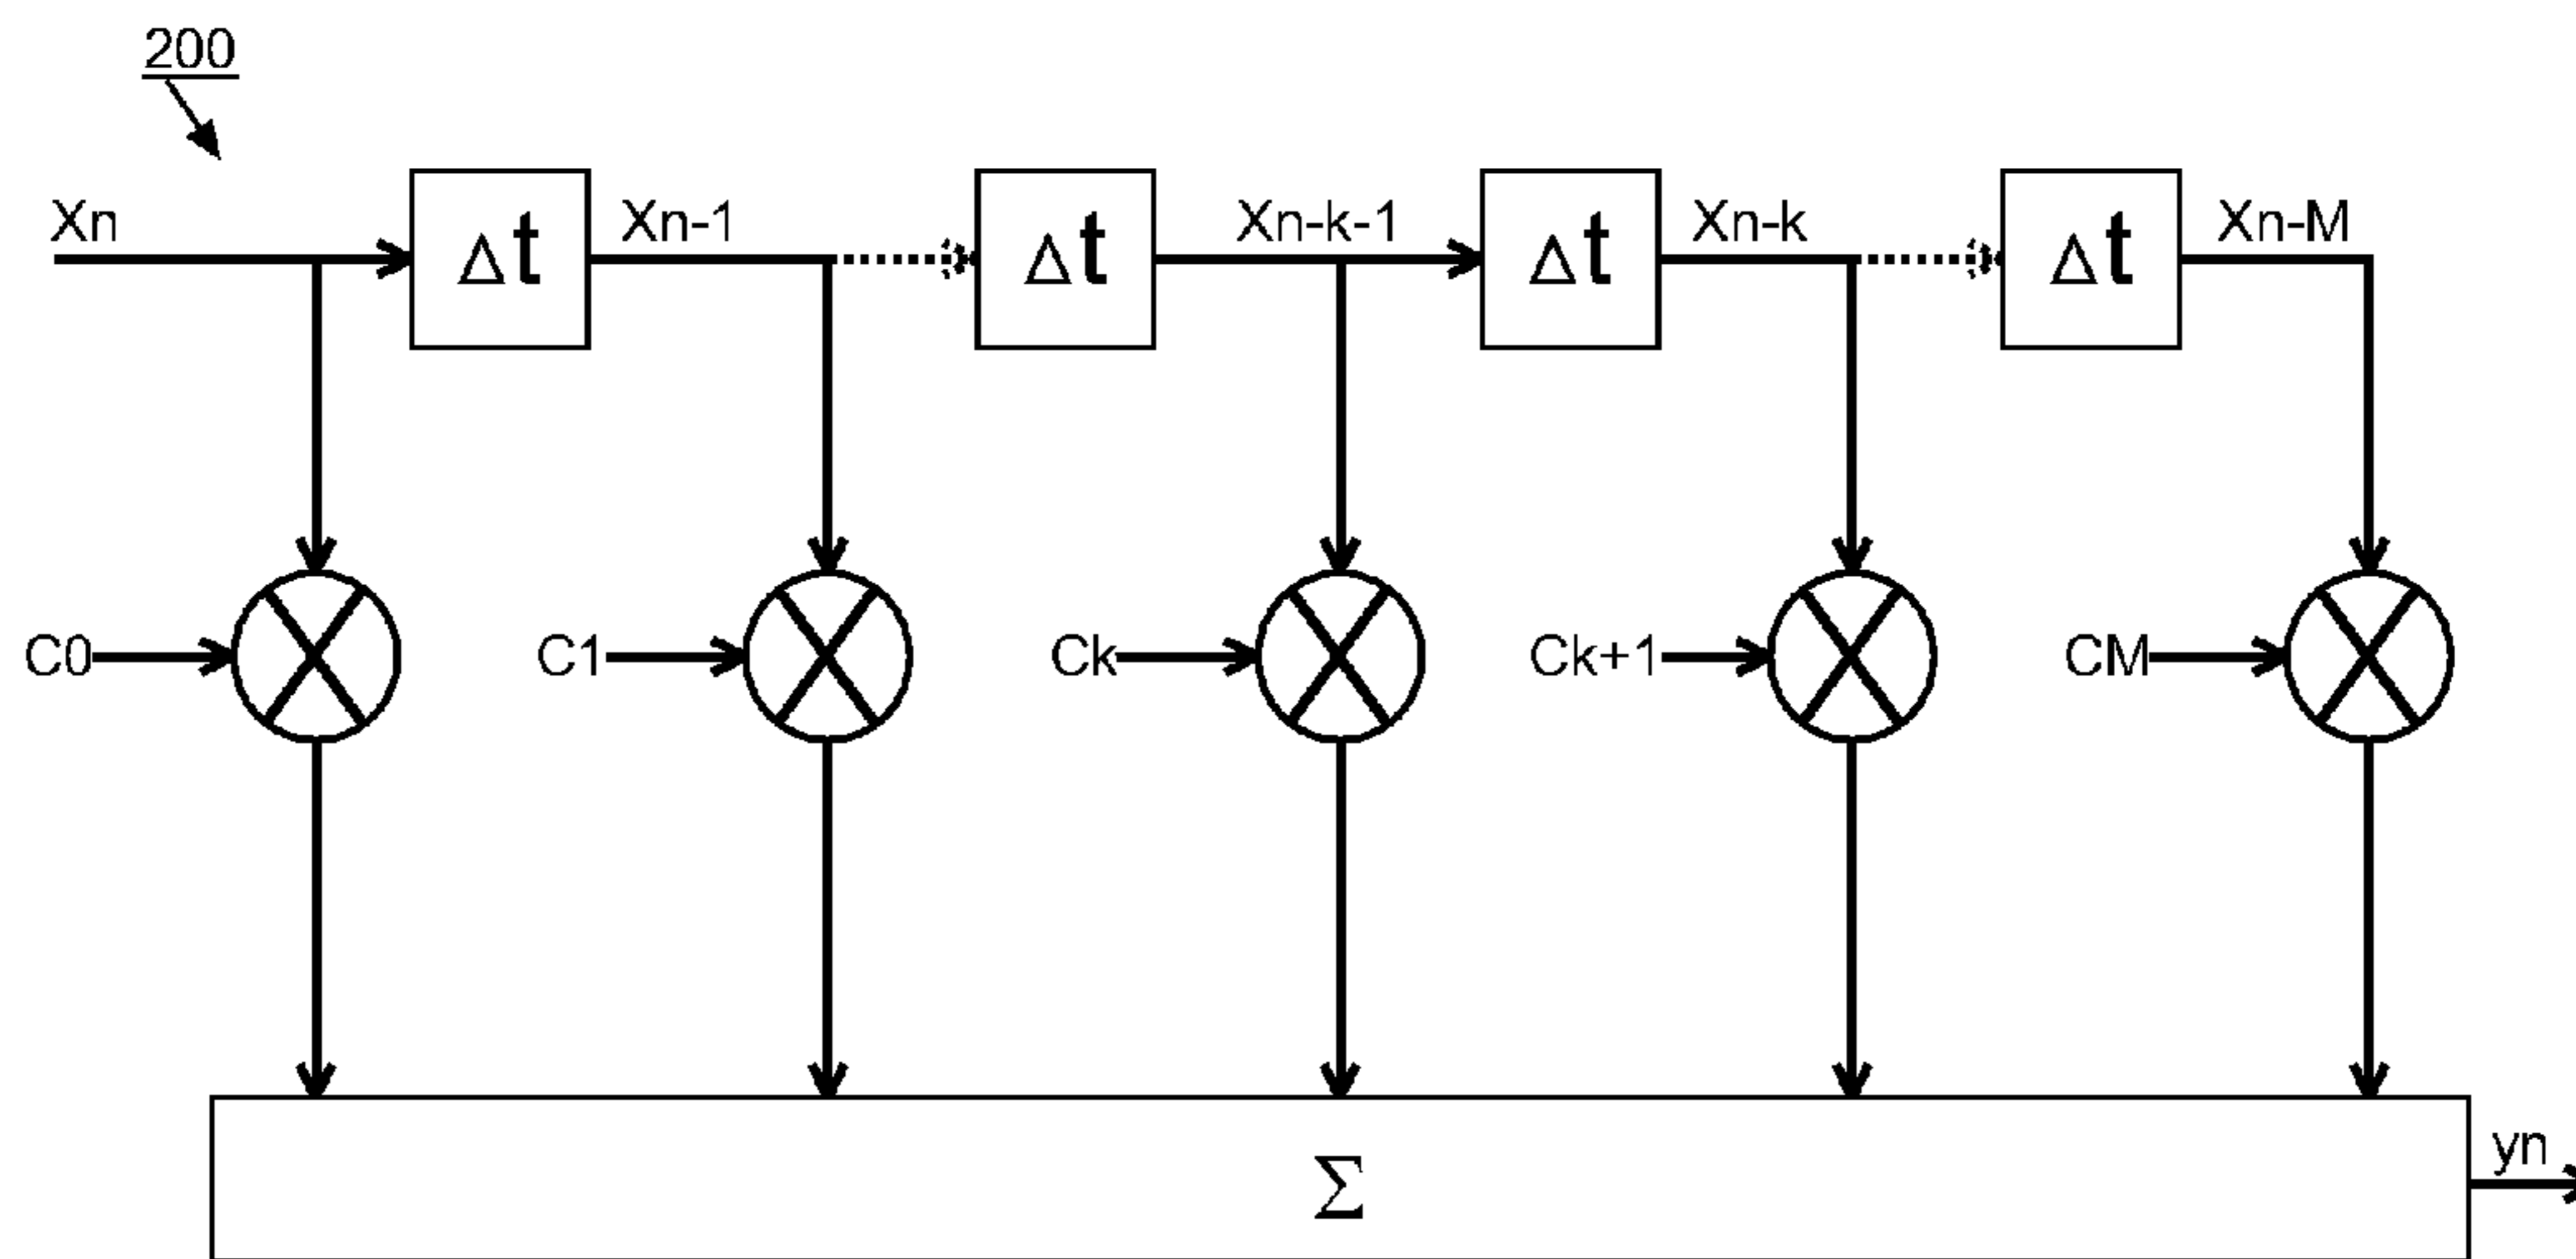 200
Xn
Δt
Xn-1
Δt
Xn-k-1
Δt
Xn-k
Δt
Xn-M
C0
C1
Ck
Ck+1
CM
Σ
yn